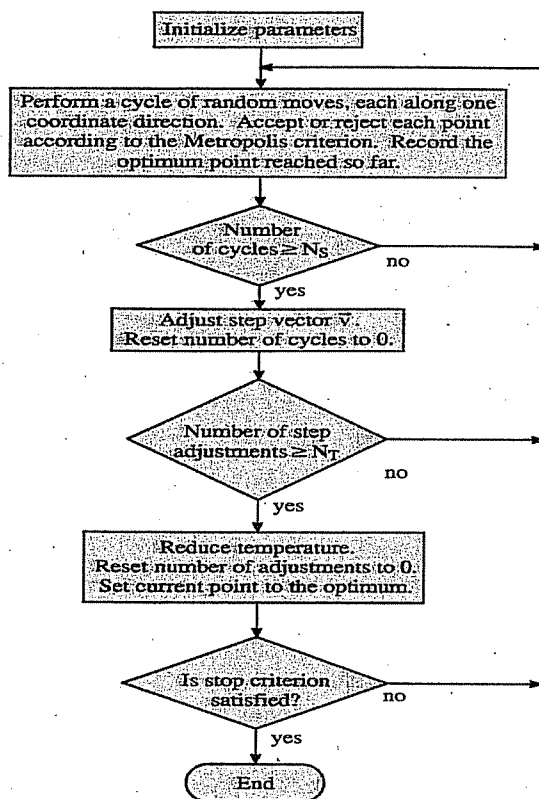 Initialize parameters
Perform a cycle of random moves, each along one
coordinate direction. Accept or reject each point
according to the Metropolis criterion. Record the
optimum point reached so far.
Number
of cycles ≥ NS
no
yes
Adjust step vector v̄.
Reset number of cycles to 0.
Number of step
adjustments ≥ NT
no
yes
Reduce temperature.
Reset number of adjustments to 0.
Set current point to the optimum.
Is stop criterion
satisfied?
no
yes
End